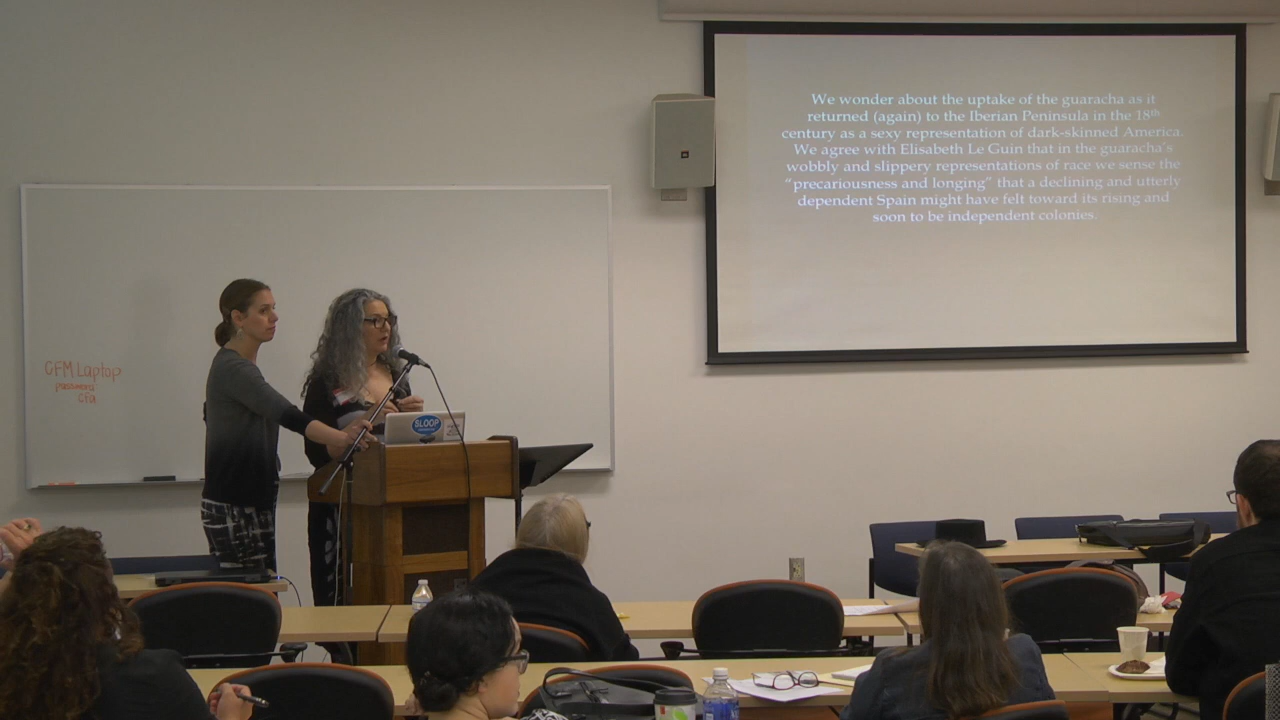 We wonder about the uptake of the guaracha as it
returned (again) to the Iberian Peninsula in the 18th
century as a sexy representation of dark-skinned America.
We agree with Elisabeth Le Guin that in the guaracha's
wobbly and slippery representations of race we sense the
"precariousness and longing" that a declining and utterly
dependent Spain might have felt toward its rising and
soon to be independent colonies.
CFM Laptop
password
SLOOP